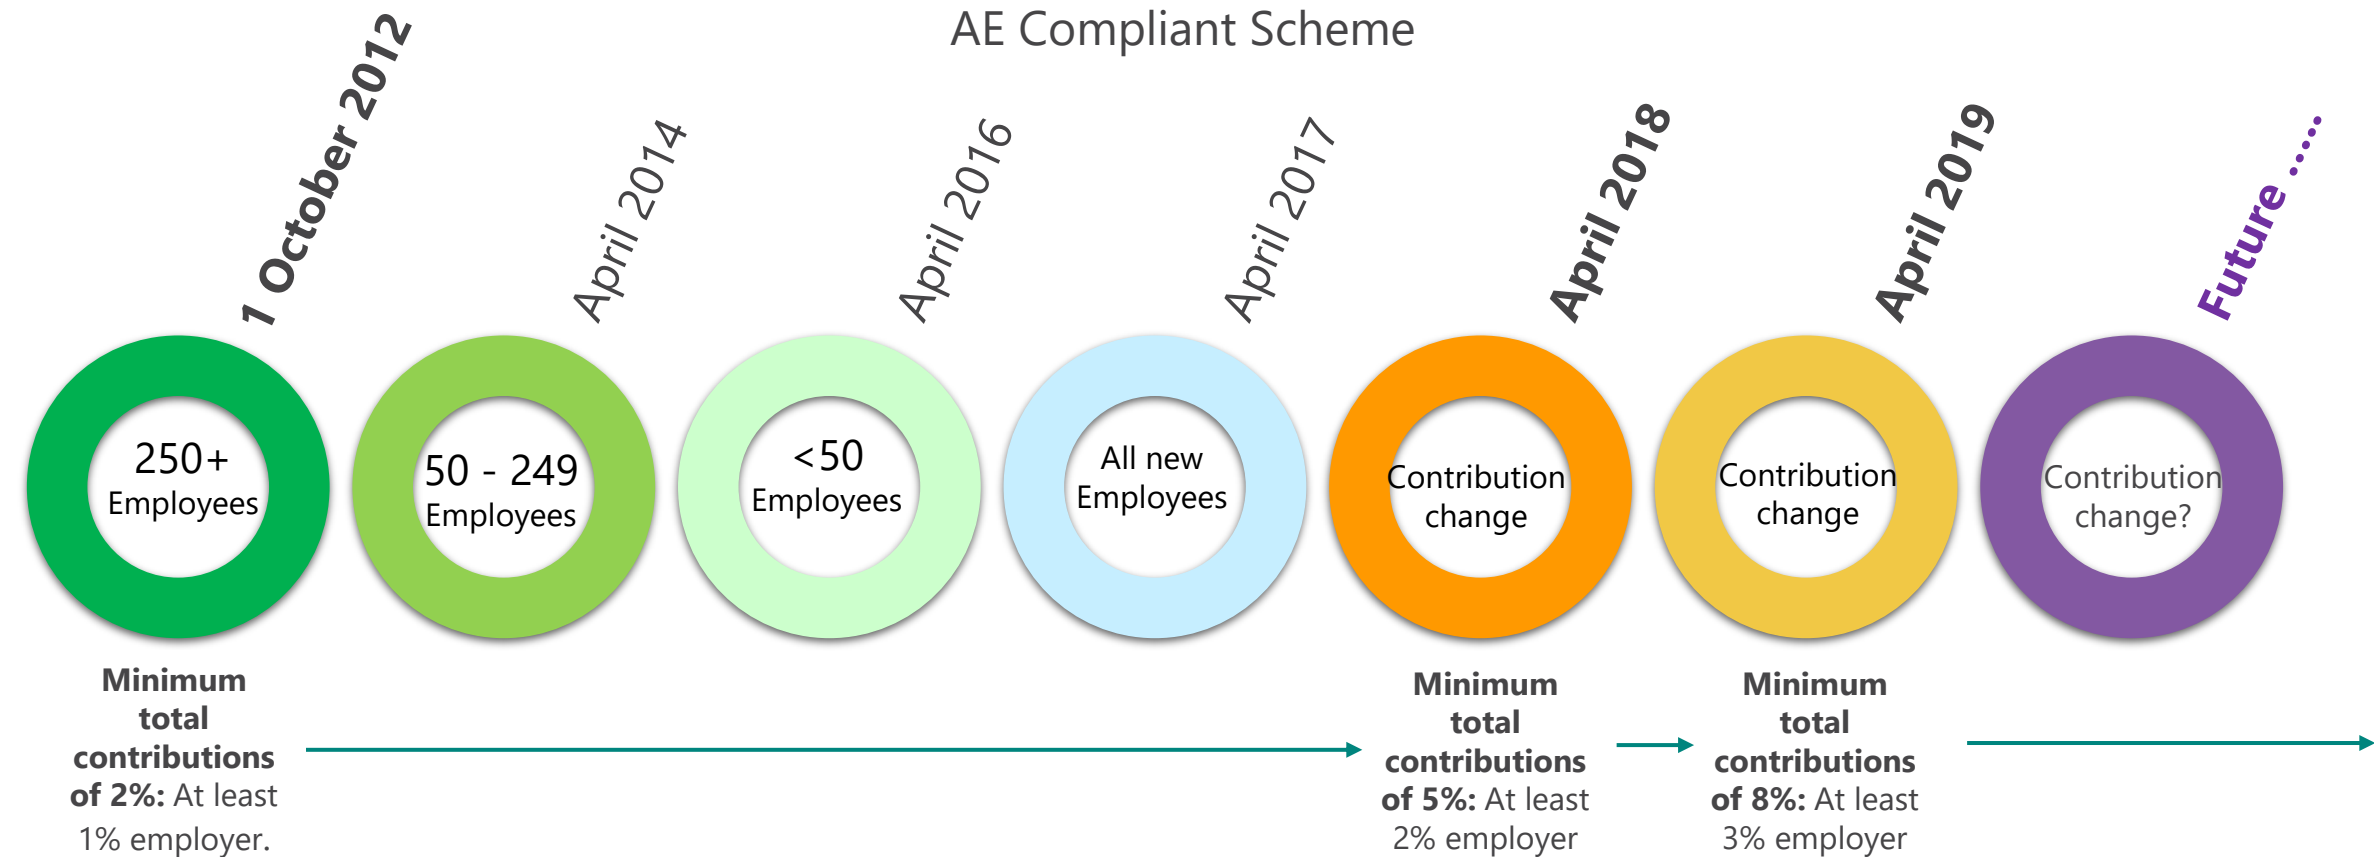 AE Compliant Scheme
1 October 2012
April 2014
April 2016
April 2017
April 2018
April 2019
Future .....
250+
Employees
50 - 249
Employees
<50
Employees
All new
Employees
Contribution
change
Contribution
change
Contribution
change?
Minimum
total
contributions
of 2%: At least
1% employer.
Minimum
total
contributions
of 5%: At least
2% employer
Minimum
total
contributions
of 8%: At least
3% employer